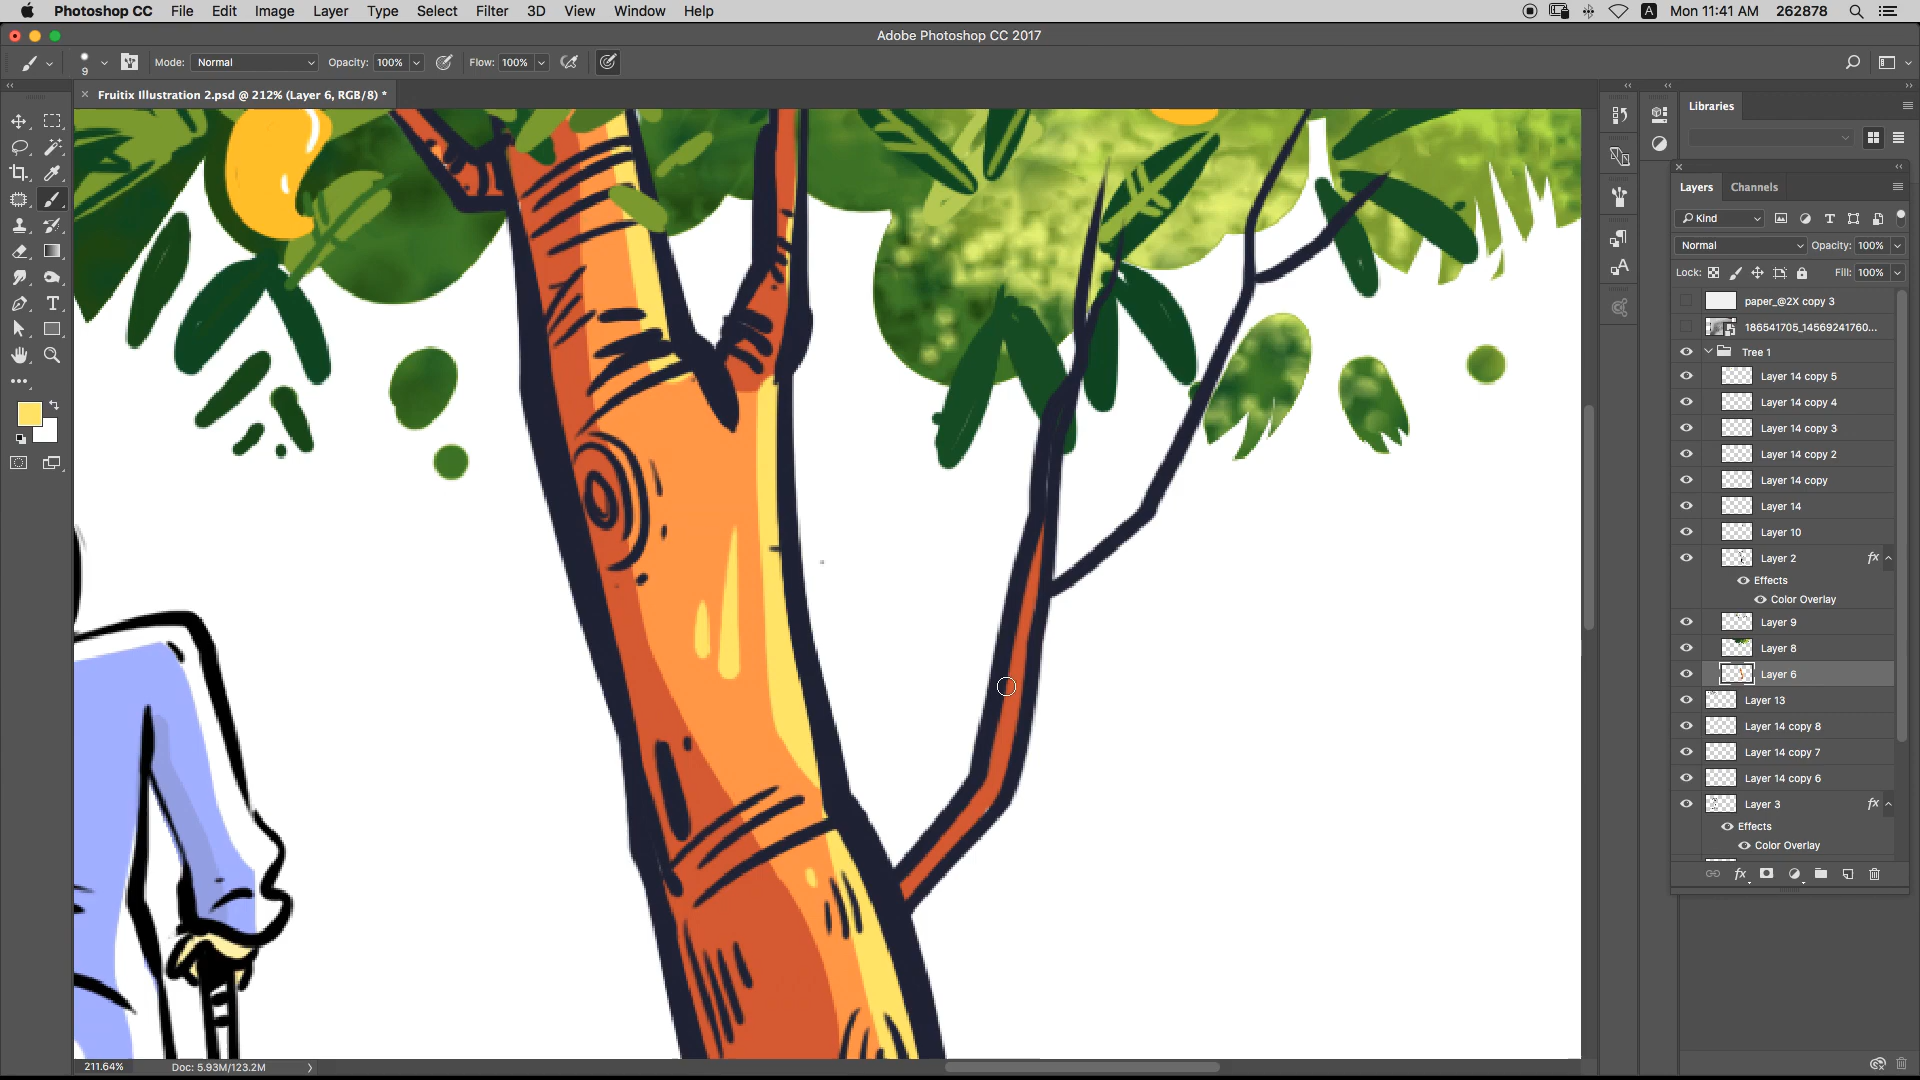 Photoshop CC File Edit Image Layer Type Select Filter 3D View Window Help A Mon 11:41 AM 262878
Adobe Photoshop CC 2017
9 Mode: Normal Opacity: 100% Flow: 100%
× Fruitix Illustration 2.psd @ 212% (Layer 6, RGB/8) *
Libraries
Layers Channels
Kind
Normal Opacity: 100%
Lock: Fill: 100%
paper_@2X copy 3
186541705_14569241760...
Tree 1
Layer 14 copy 5
Layer 14 copy 4
Layer 14 copy 3
Layer 14 copy 2
Layer 14 copy
Layer 14
Layer 10
Layer 2 fx
Effects
Color Overlay
Layer 9
Layer 8
Layer 6
Layer 13
Layer 14 copy 8
Layer 14 copy 7
Layer 14 copy 6
Layer 3 fx
Effects
Color Overlay
fx
211.64% Doc: 5.93M/123.2M